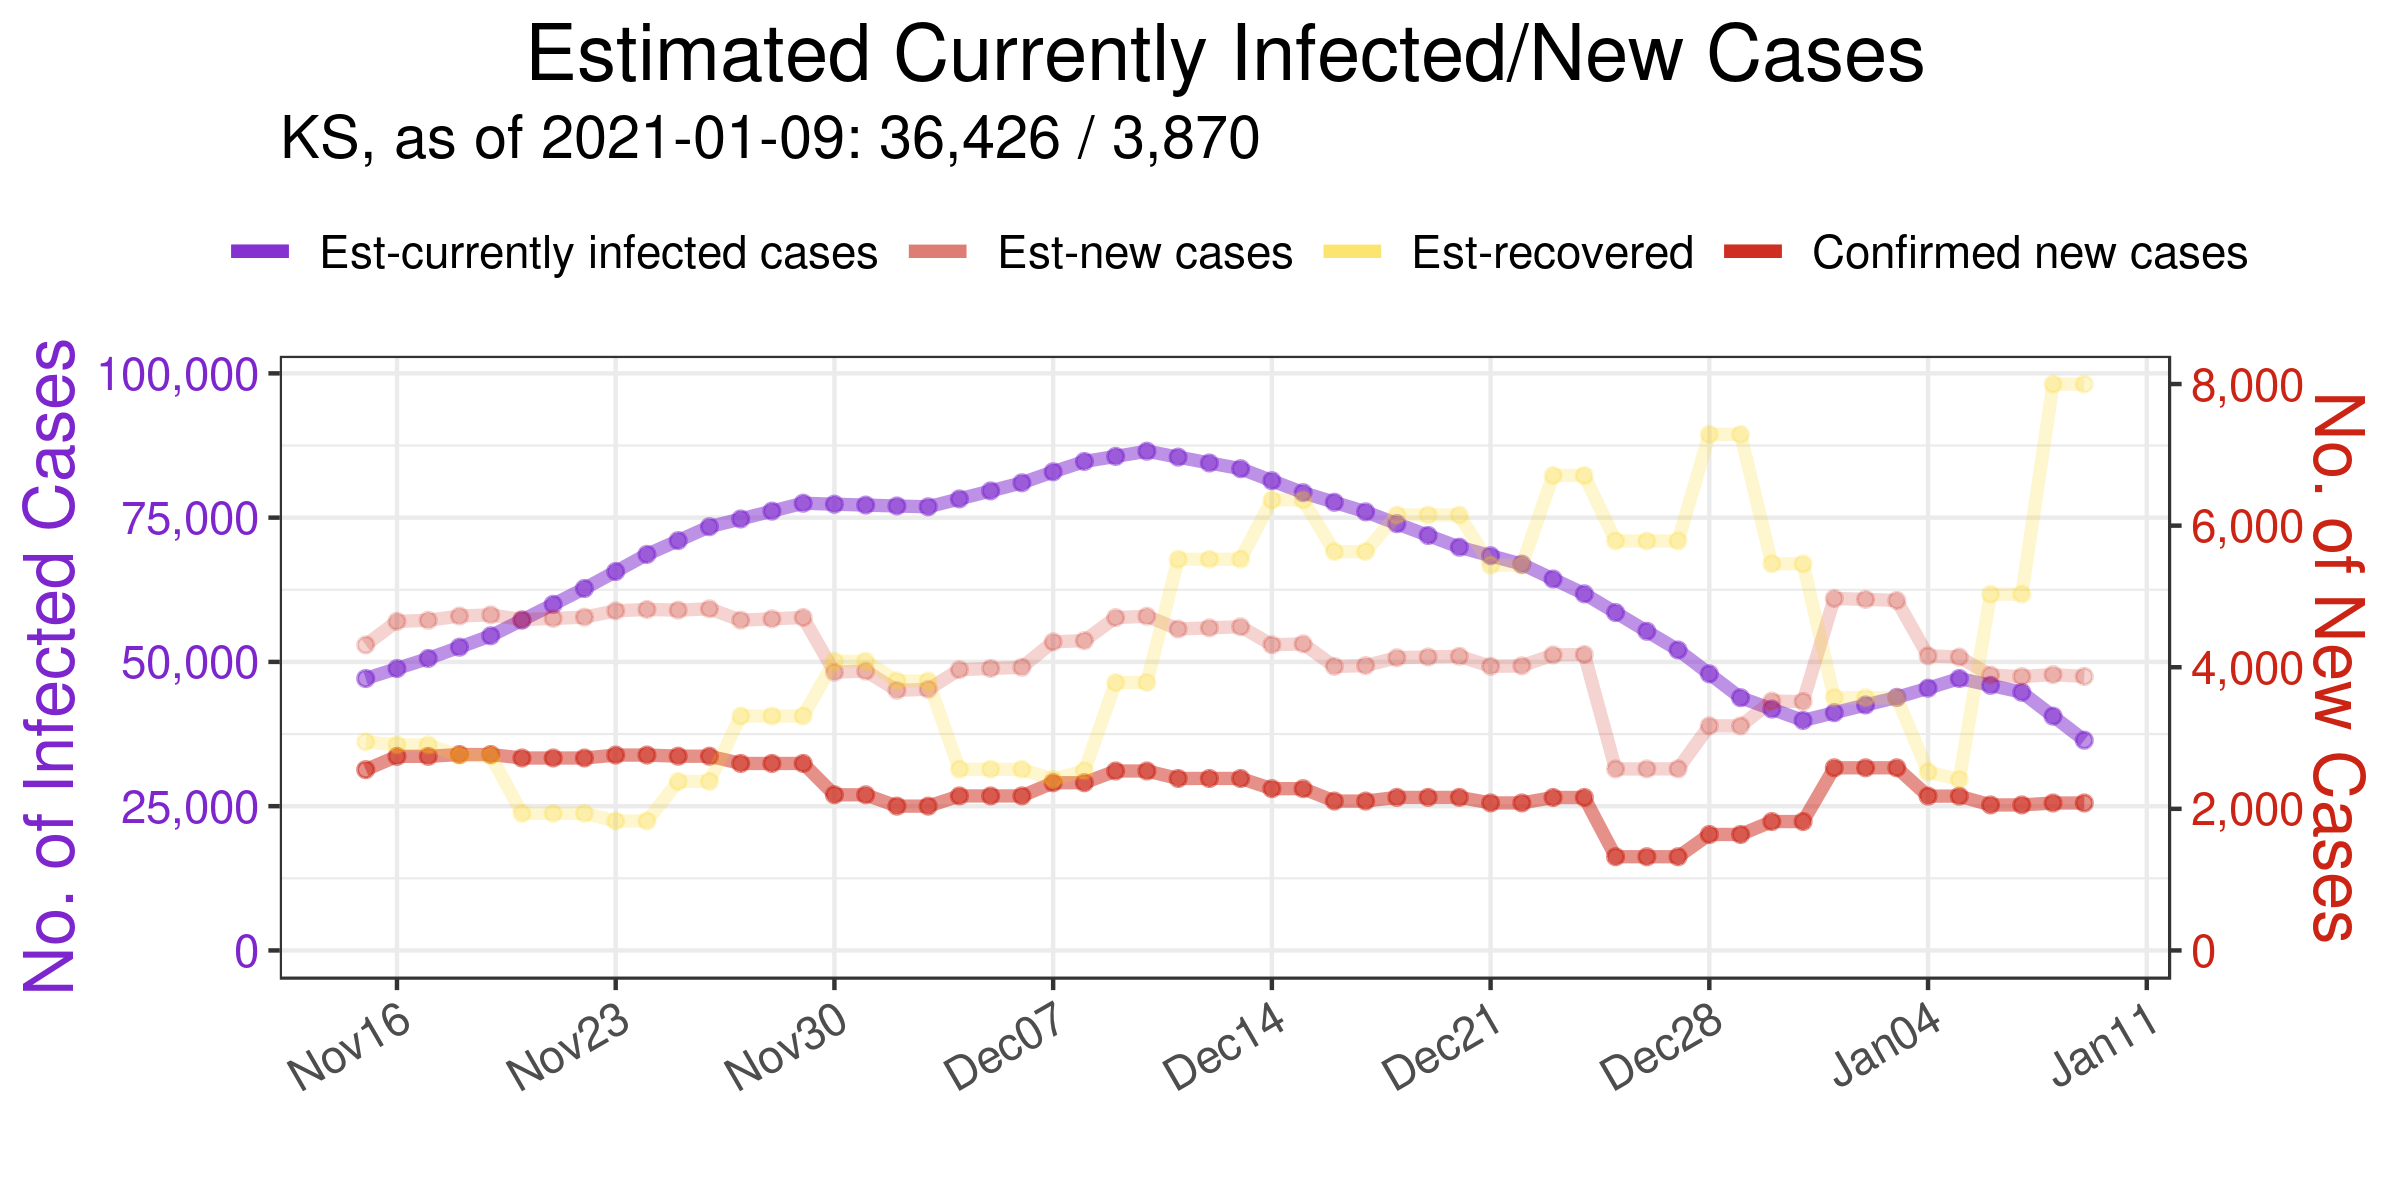 Estimated Currently Infected/New Cases
KS, as of 2021-01-09: 36,426 / 3,870
Est-currently infected cases Est-new cases Est-recovered Confirmed new cases
No. of Infected Cases
100,000
75,000
50,000
25,000
0
8,000
6,000
4,000
2,000
0
No. of New Cases
Nov16 Nov23 Nov30 Dec07 Dec14 Dec21 Dec28 Jan04 Jan11